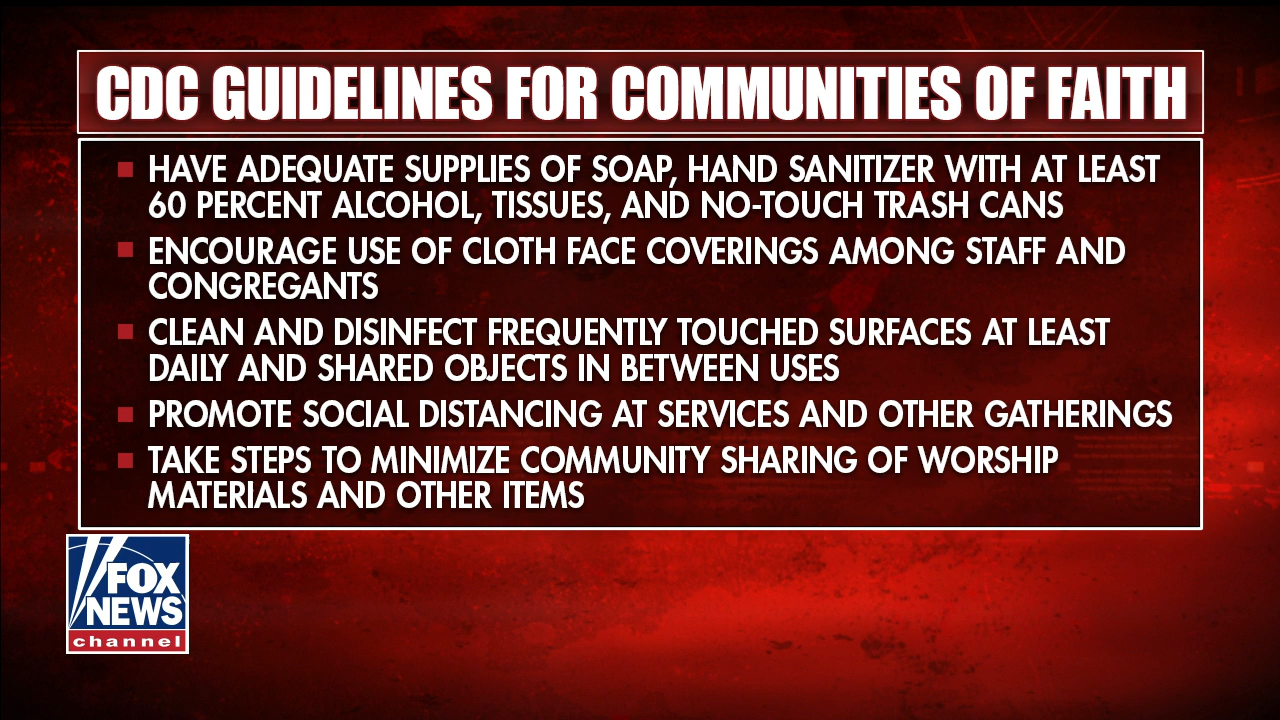 CDC GUIDELINES FOR COMMUNITIES OF FAITH
HAVE ADEQUATE SUPPLIES OF SOAP, HAND SANITIZER WITH AT LEAST
60 PERCENT ALCOHOL, TISSUES, AND NO-TOUCH TRASH CANS
ENCOURAGE USE OF CLOTH FACE COVERINGS AMONG STAFF AND
CONGREGANTS
CLEAN AND DISINFECT FREQUENTLY TOUCHED SURFACES AT LEAST
DAILY AND SHARED OBJECTS IN BETWEEN USES
PROMOTE SOCIAL DISTANCING AT SERVICES AND OTHER GATHERINGS
TAKE STEPS TO MINIMIZE COMMUNITY SHARING OF WORSHIP
MATERIALS AND OTHER ITEMS
FOX
NEWS
channel